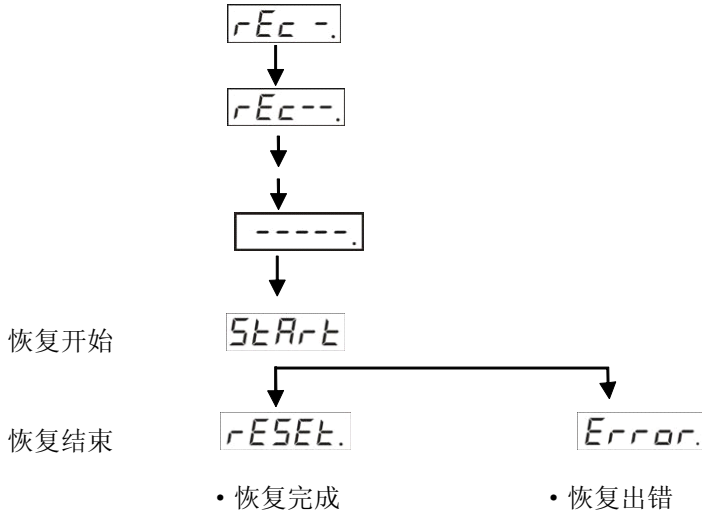 rEc -.
rEc--.
-----.
恢复开始 StArt
恢复结束 rESEt. Error.
・恢复完成 ・恢复出错